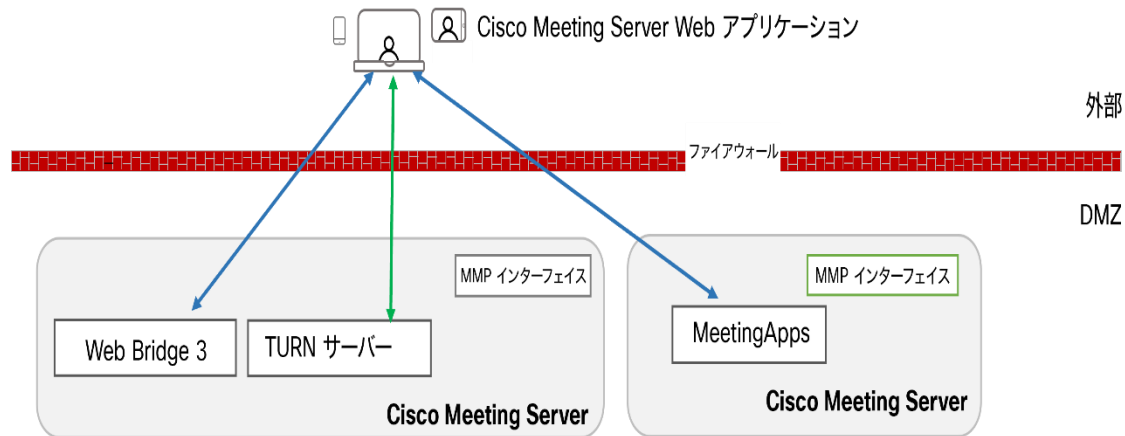 Cisco Meeting Server Web アプリケーション
外部
ファイアウォール
DMZ
MMP インターフェイス
MMP インターフェイス
Web Bridge 3
TURN サーバー
MeetingApps
Cisco Meeting Server
Cisco Meeting Server